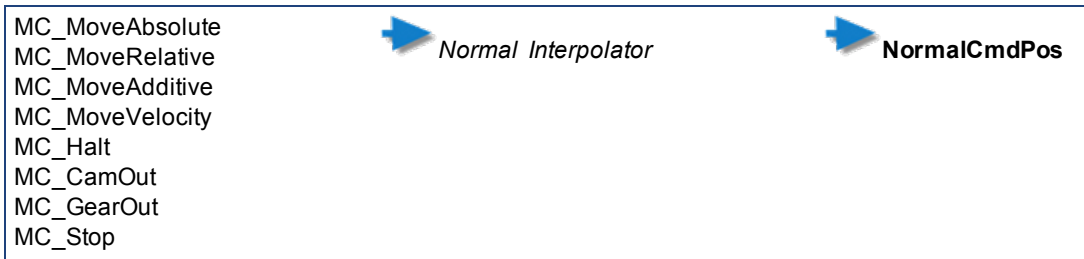 MC_MoveAbsolute
MC_MoveRelative
MC_MoveAdditive
MC_MoveVelocity
MC_Halt
MC_CamOut
MC_GearOut
MC_Stop
Normal Interpolator
NormalCmdPos